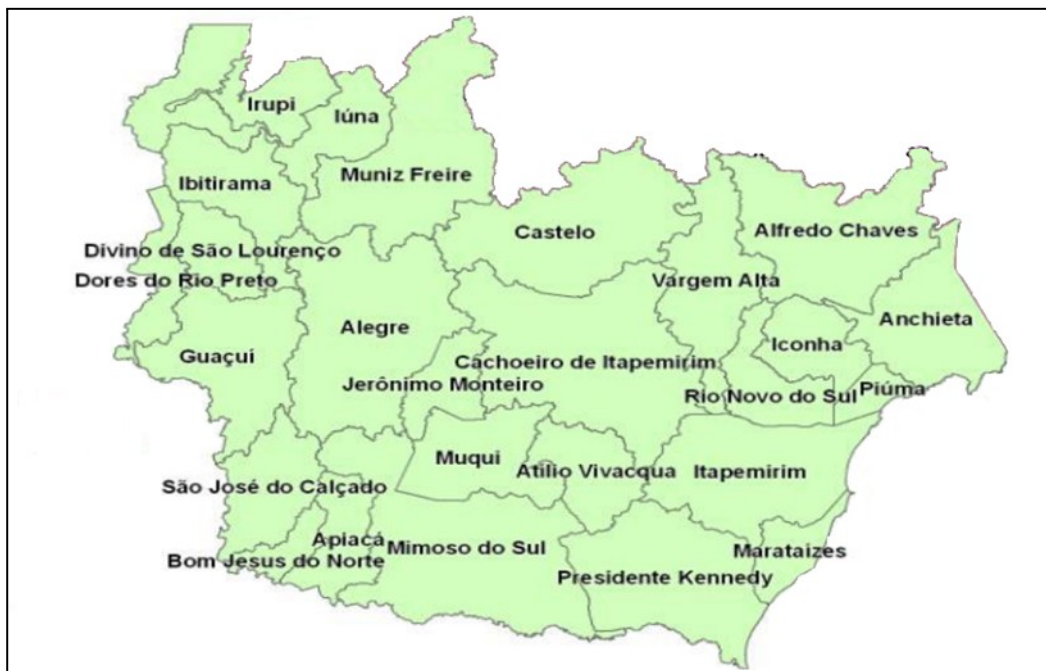 Irupi
Iúna
Muniz Freire
Ibitirama
Castelo
Alfredo Chaves
Divino de São Lourenço
Dores do Rio Preto
Vargem Alta
Anchieta
Alegre
Iconha
Guaçuí
Cachoeiro de Itapemirim
Jerônimo Monteiro
Rio Novo do Sul
Piúma
Muqui
Atílio Vivacqua
Itapemirim
São José do Calçado
Apiacá
Mimoso do Sul
Marataízes
Bom Jesus do Norte
Presidente Kennedy